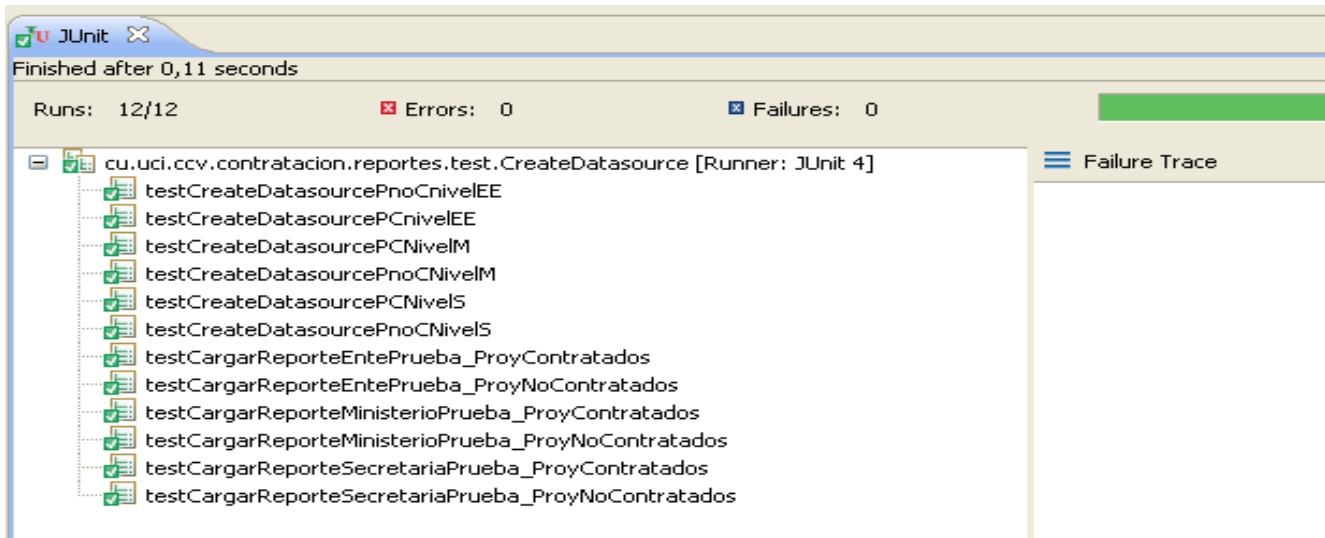 JUnit
Finished after 0,11 seconds
Runs: 12/12 Errors: 0 Failures: 0
cu.uci.ccv.contratacion.reportes.test.CreateDatasource [Runner: JUnit 4]
Failure Trace
testCreateDatasourcePnoCnivelEE
testCreateDatasourcePCnivelEE
testCreateDatasourcePCNivelM
testCreateDatasourcePnoCNivelM
testCreateDatasourcePCNivelS
testCreateDatasourcePnoCNivelS
testCargarReporteEntePrueba_ProyContratados
testCargarReporteEntePrueba_ProyNoContratados
testCargarReporteMinisterioPrueba_ProyContratados
testCargarReporteMinisterioPrueba_ProyNoContratados
testCargarReporteSecretariaPrueba_ProyContratados
testCargarReporteSecretariaPrueba_ProyNoContratados